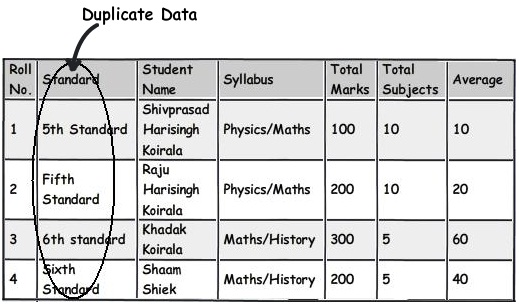 Duplicate Data
Roll No. Standard Student Name Syllabus Total Marks Total Subjects Average
1 5th Standard Shivprasad Harisingh Koirala Physics/Maths 100 10 10
2 Fifth Standard Raju Harisingh Koirala Physics/Maths 200 10 20
3 6th standard Khadak Koirala Maths/History 300 5 60
4 Sixth Standard Shaam Shiek Maths/History 200 5 40